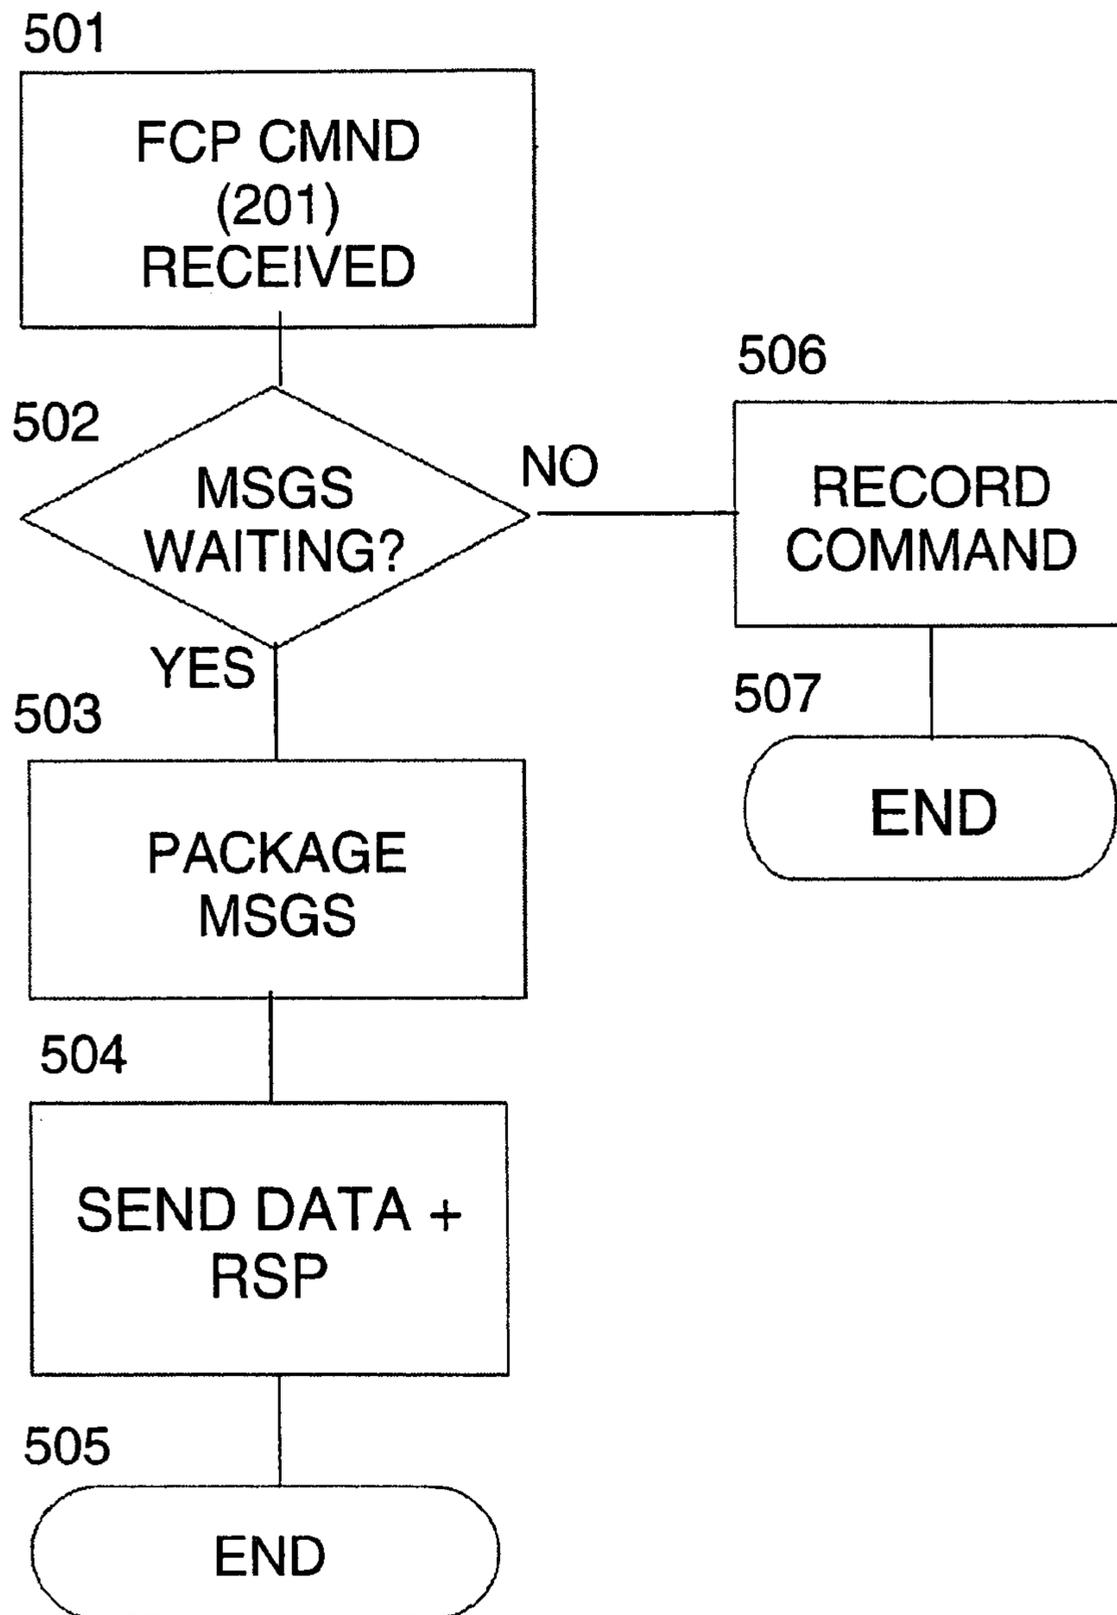 501
FCP CMND
(201)
RECEIVED
502
MSGS
WAITING?
NO
YES
506
RECORD
COMMAND
507
END
503
PACKAGE
MSGS
504
SEND DATA +
RSP
505
END